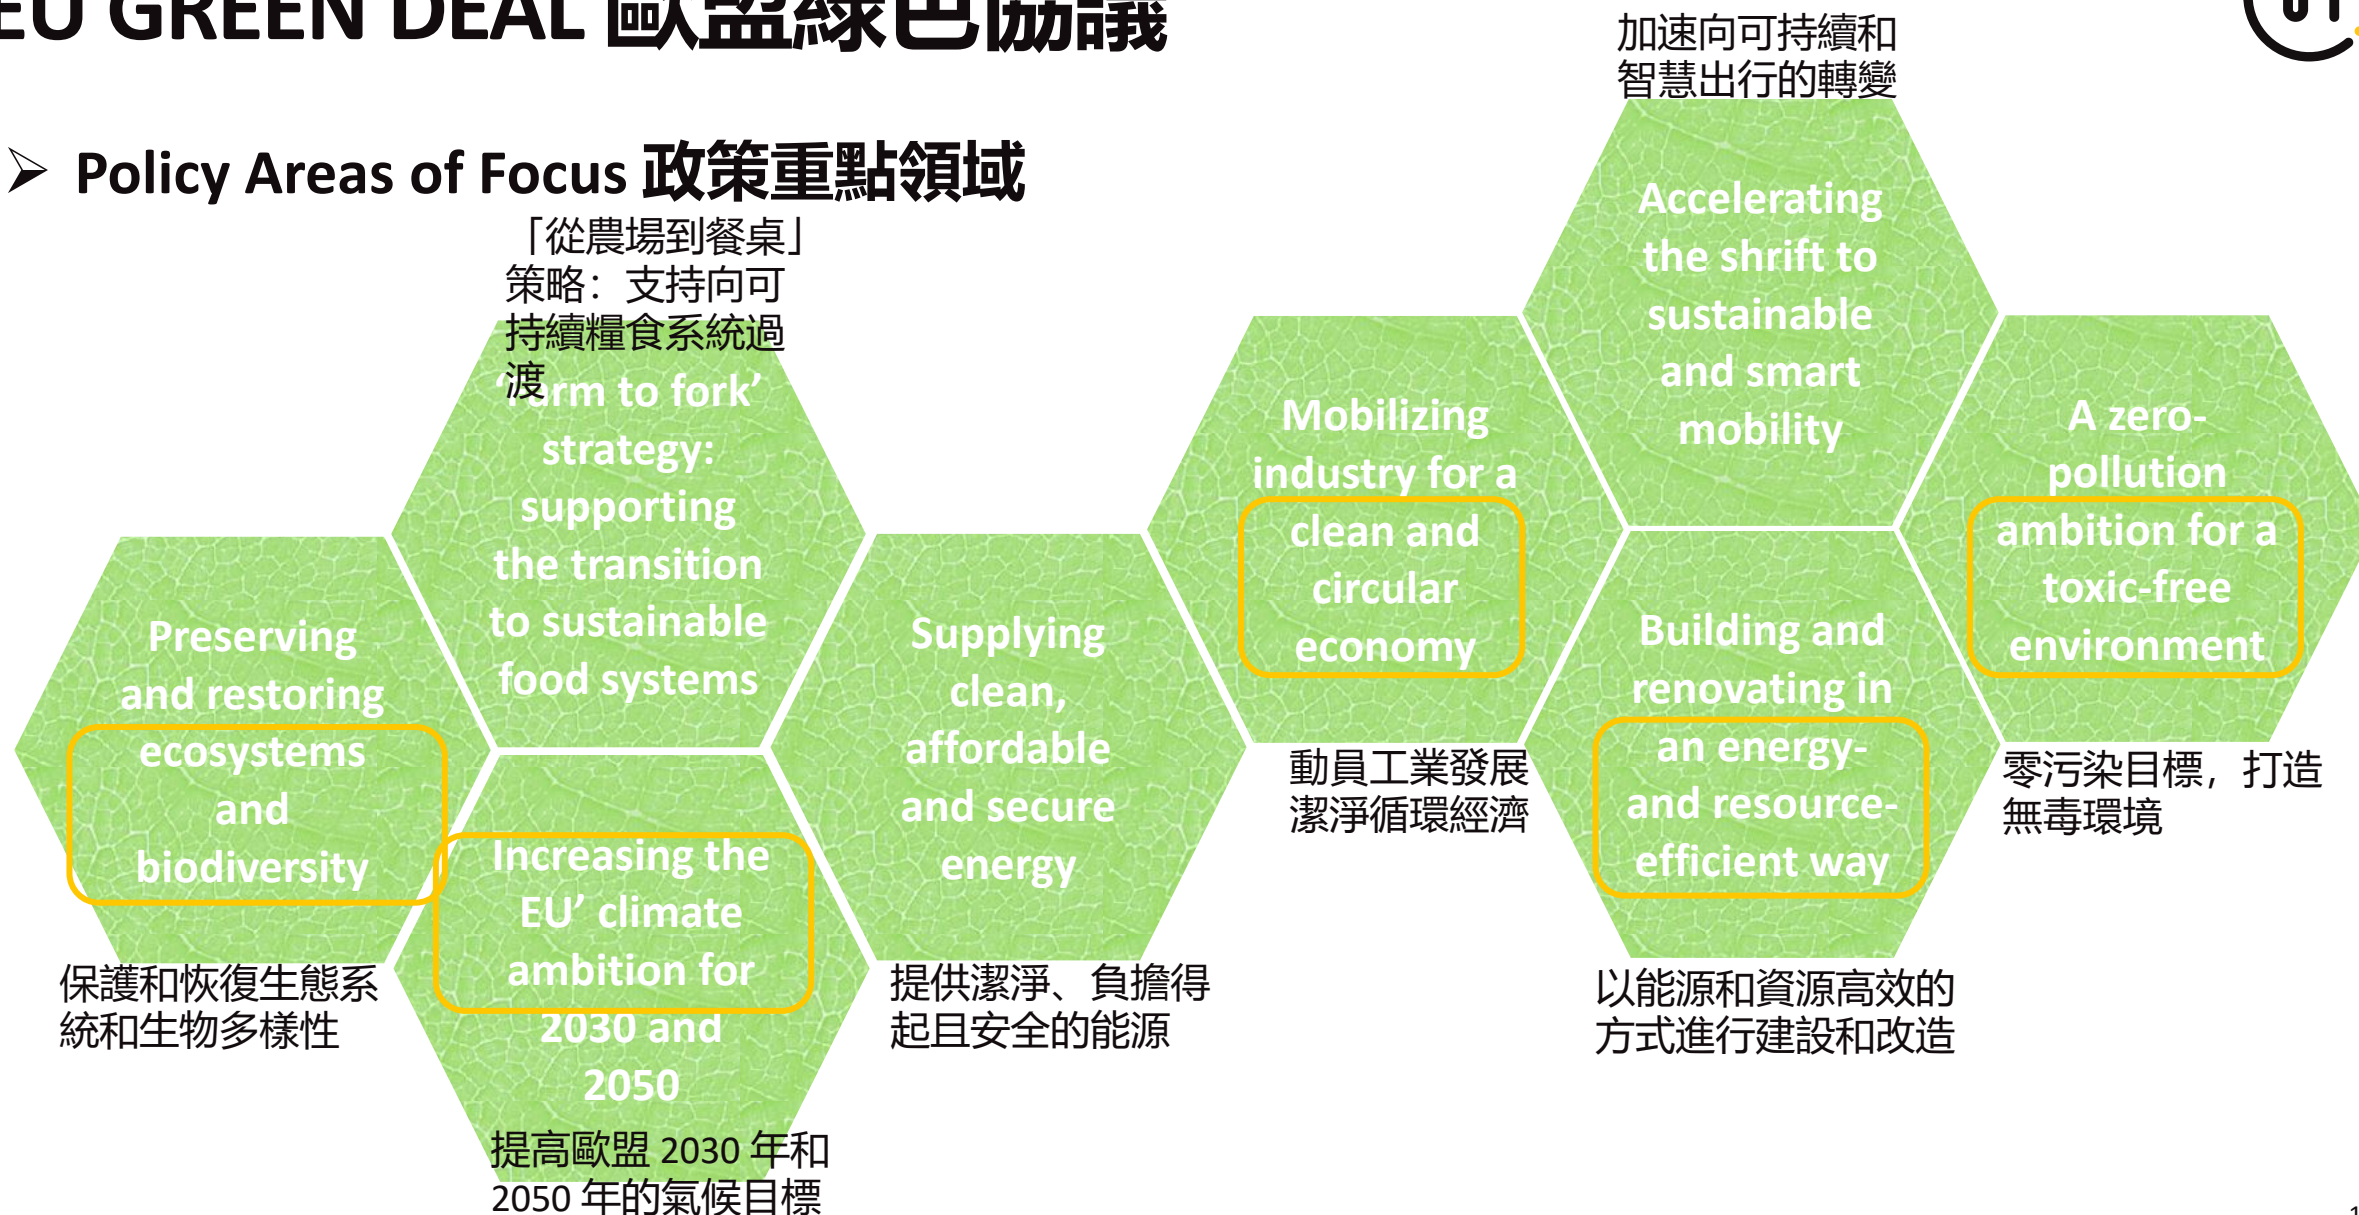 EU GREEN DEAL 歐盟綠色協議
Policy Areas of Focus 政策重點領域
「從農場到餐桌」
策略：支持向可
持續糧食系統過
渡
‘Farm to fork’
strategy:
supporting
the transition
to sustainable
food systems
Preserving
and restoring
ecosystems
and
biodiversity
保護和恢復生態系
統和生物多樣性
Increasing the
EU’ climate
ambition for
2030 and
2050
提高歐盟 2030 年和
2050 年的氣候目標
Supplying
clean,
affordable
and secure
energy
提供潔淨、負擔得
起且安全的能源
Mobilizing
industry for a
clean and
circular
economy
動員工業發展
潔淨循環經濟
加速向可持續和
智慧出行的轉變
Accelerating
the shrift to
sustainable
and smart
mobility
Building and
renovating in
an energy-
and resource-
efficient way
以能源和資源高效的
方式進行建設和改造
A zero-
pollution
ambition for a
toxic-free
environment
零污染目標，打造
無毒環境